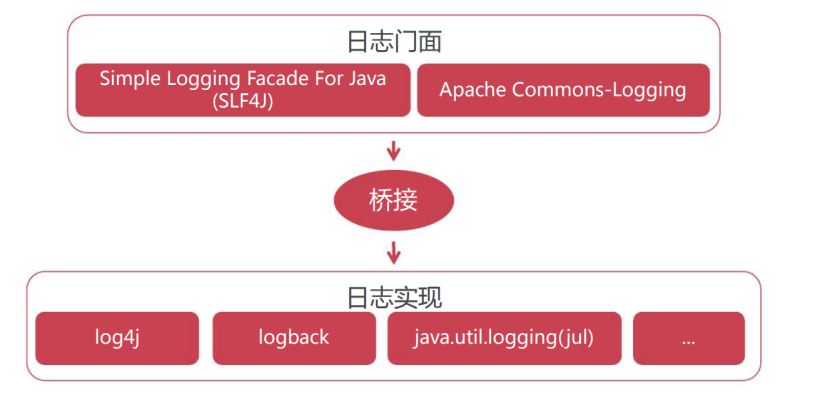 日志门面
Simple Logging Facade For Java
(SLF4J)
Apache Commons-Logging
桥接
日志实现
log4j
logback
java.util.logging(jul)
...